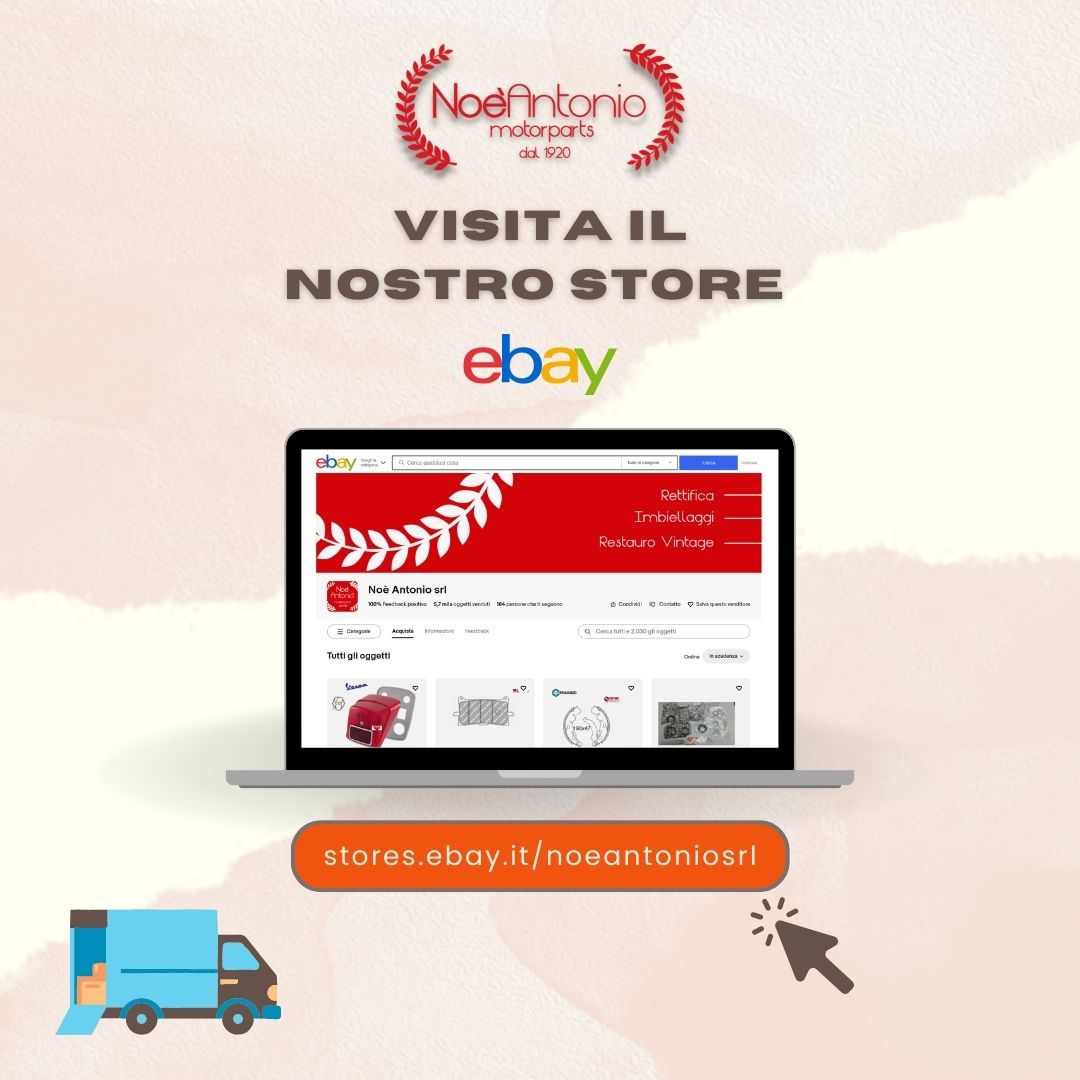 NoèAntonio
motorparts
dal 1920
VISITA IL
NOSTRO STORE
ebay
ebay
Scegli la
categoria
Cerca qualsiasi cosa
Tutte le categorie
Cerca
Rettifica
Imbiellaggi
Restauro Vintage
Noè
Antonio
Noè Antonio srl
100% Feedback positivo 5,7 mila oggetti venduti 184 persone che ti seguono
Condividi Contatto Salva questo venditore
Categorie Acquista Informazioni Feedback
Cerca tutti e 2.030 gli oggetti
Tutti gli oggetti
Ordina: In scadenza
Vespa
PIAGGIO
190x47
stores.ebay.it/noeantoniosrl